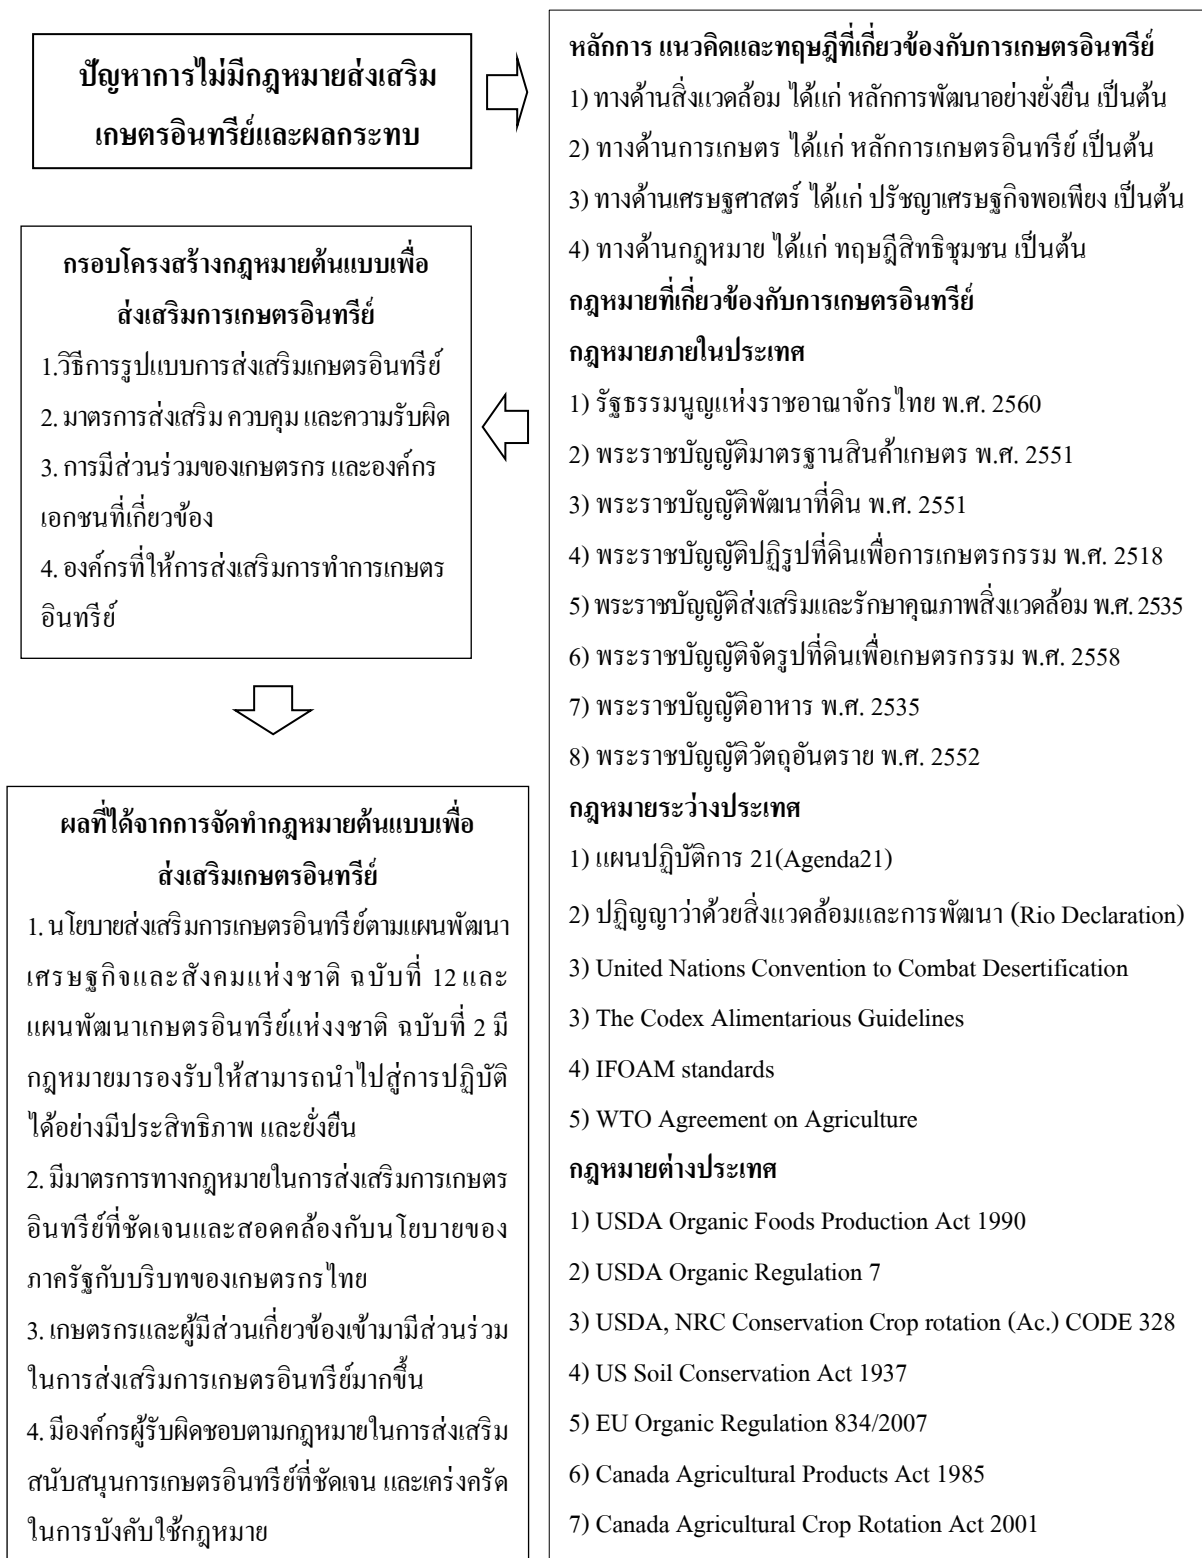 ปัญหาการไม่มีกฎหมายส่งเสริม
เกษตรอินทรีย์และผลกระทบ
หลักการ แนวคิดและทฤษฎีที่เกี่ยวข้องกับการเกษตรอินทรีย์
1) ทางด้านสิ่งแวดล้อม ได้แก่ หลักการพัฒนาอย่างยั่งยืน เป็นต้น
2) ทางด้านการเกษตร ได้แก่ หลักการเกษตรอินทรีย์ เป็นต้น
3) ทางด้านเศรษฐศาสตร์ ได้แก่ ปรัชญาเศรษฐกิจพอเพียง เป็นต้น
4) ทางด้านกฎหมาย ได้แก่ ทฤษฎีสิทธิชุมชน เป็นต้น
กฎหมายที่เกี่ยวข้องกับการเกษตรอินทรีย์
กฎหมายภายในประเทศ
1) รัฐธรรมนูญแห่งราชอาณาจักรไทย พ.ศ. 2560
2) พระราชบัญญัติมาตรฐานสินค้าเกษตร พ.ศ. 2551
3) พระราชบัญญัติพัฒนาที่ดิน พ.ศ. 2551
4) พระราชบัญญัติปฏิรูปที่ดินเพื่อการเกษตรกรรม พ.ศ. 2518
5) พระราชบัญญัติส่งเสริมและรักษาคุณภาพสิ่งแวดล้อม พ.ศ. 2535
6) พระราชบัญญัติจัดรูปที่ดินเพื่อเกษตรกรรม พ.ศ. 2558
7) พระราชบัญญัติอาหาร พ.ศ. 2535
8) พระราชบัญญัติวัตถุอันตราย พ.ศ. 2552
กฎหมายระว่างประเทศ
1) แผนปฏิบัติการ 21(Agenda21)
2) ปฏิญญาว่าด้วยสิ่งแวดล้อมและการพัฒนา (Rio Declaration)
3) United Nations Convention to Combat Desertification
3) The Codex Alimentarious Guidelines
4) IFOAM standards
5) WTO Agreement on Agriculture
กฎหมายต่างประเทศ
1) USDA Organic Foods Production Act 1990
2) USDA Organic Regulation 7
3) USDA, NRC Conservation Crop rotation (Ac.) CODE 328
4) US Soil Conservation Act 1937
5) EU Organic Regulation 834/2007
6) Canada Agricultural Products Act 1985
7) Canada Agricultural Crop Rotation Act 2001
กรอบโครงสร้างกฎหมายต้นแบบเพื่อ
ส่งเสริมการเกษตรอินทรีย์
1.วิธีการรูปแบบการส่งเสริมเกษตรอินทรีย์
2. มาตรการส่งเสริม ควบคุม และความรับผิด
3. การมีส่วนร่วมของเกษตรกร และองค์กร
เอกชนที่เกี่ยวข้อง
4. องค์กรที่ให้การส่งเสริมการทำการเกษตร
อินทรีย์
ผลที่ได้จากการจัดทำกฎหมายต้นแบบเพื่อ
ส่งเสริมเกษตรอินทรีย์
1. นโยบายส่งเสริมการเกษตรอินทรีย์ตามแผนพัฒนา
เศรษฐกิจและสังคมแห่งชาติ ฉบับที่ 12 และ
แผนพัฒนาเกษตรอินทรีย์แห่งงชาติ ฉบับที่ 2 มี
กฎหมายมารองรับให้สามารถนำไปสู่การปฏิบัติ
ได้อย่างมีประสิทธิภาพ และยั่งยืน
2. มีมาตรการทางกฎหมายในการส่งเสริมการเกษตร
อินทรีย์ที่ชัดเจนและสอดคล้องกับนโยบายของ
ภาครัฐกับบริบทของเกษตรกรไทย
3. เกษตรกรและผู้มีส่วนเกี่ยวข้องเข้ามามีส่วนร่วม
ในการส่งเสริมการเกษตรอินทรีย์มากขึ้น
4. มีองค์กรผู้รับผิดชอบตามกฎหมายในการส่งเสริม
สนับสนุนการเกษตรอินทรีย์ที่ชัดเจน และเคร่งครัด
ในการบังคับใช้กฎหมาย